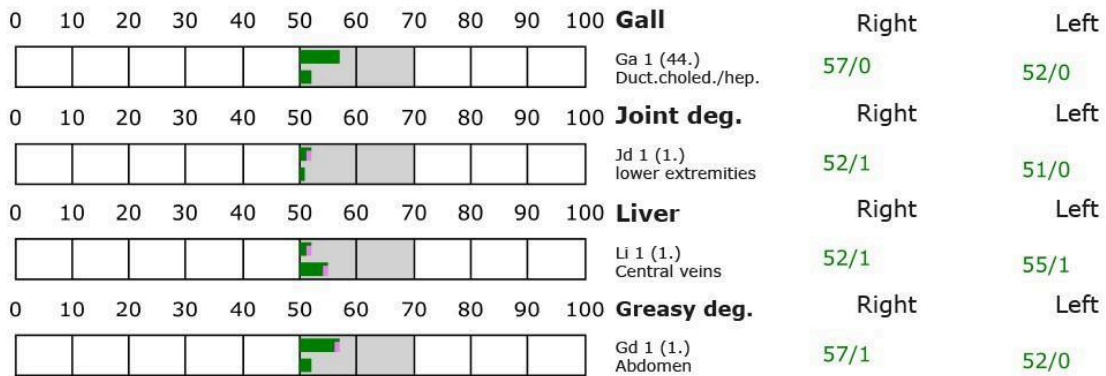 0 10 20 30 40 50 60 70 80 90 100 Gall Right Left
Ga 1 (44.) 57/0 52/0
Duct.choled./hep.
0 10 20 30 40 50 60 70 80 90 100 Joint deg. Right Left
Jd 1 (1.) 52/1 51/0
lower extremities
0 10 20 30 40 50 60 70 80 90 100 Liver Right Left
Li 1 (1.) 52/1 55/1
Central veins
0 10 20 30 40 50 60 70 80 90 100 Greasy deg. Right Left
Gd 1 (1.) 57/1 52/0
Abdomen